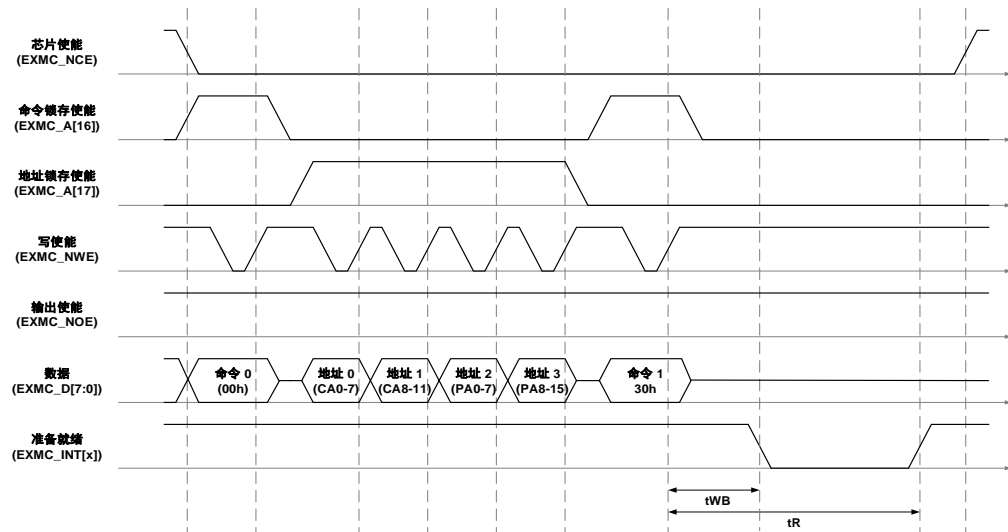 芯片使能
(EXMC_NCE)
命令锁存使能
(EXMC_A[16])
地址锁存使能
(EXMC_A[17])
写使能
(EXMC_NWE)
输出使能
(EXMC_NOE)
数据
(EXMC_D[7:0])
命令 0
(00h)
地址 0
(CA0-7)
地址 1
(CA8-11)
地址 2
(PA0-7)
地址 3
(PA8-15)
命令 1
30h
准备就绪
(EXMC_INT[x])
tWB
tR